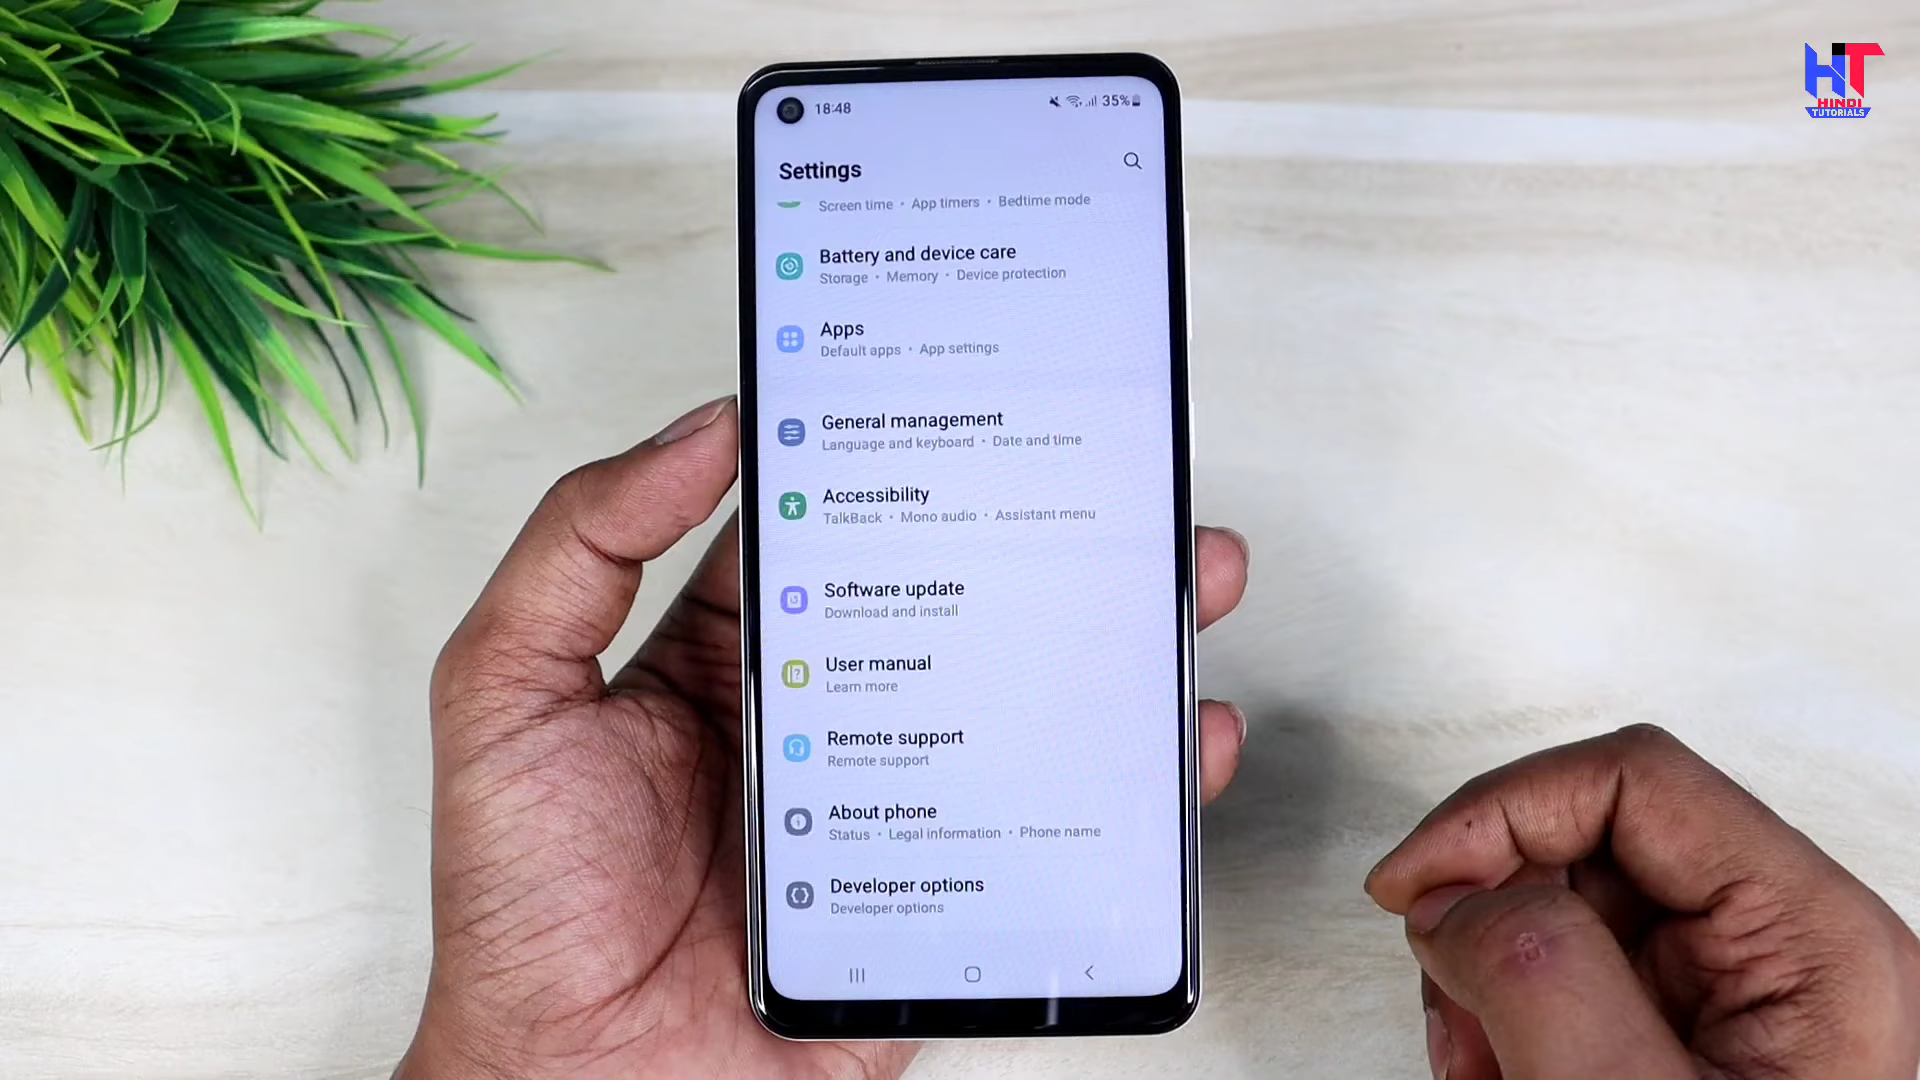 18:48
35%
Settings
Screen time • App timers • Bedtime mode
Battery and device care
Storage • Memory • Device protection
Apps
Default apps • App settings
General management
Language and keyboard • Date and time
Accessibility
TalkBack • Mono audio • Assistant menu
Software update
Download and install
User manual
Learn more
Remote support
Remote support
About phone
Status • Legal information • Phone name
Developer options
Developer options
HT
HINDI
TUTORIALS